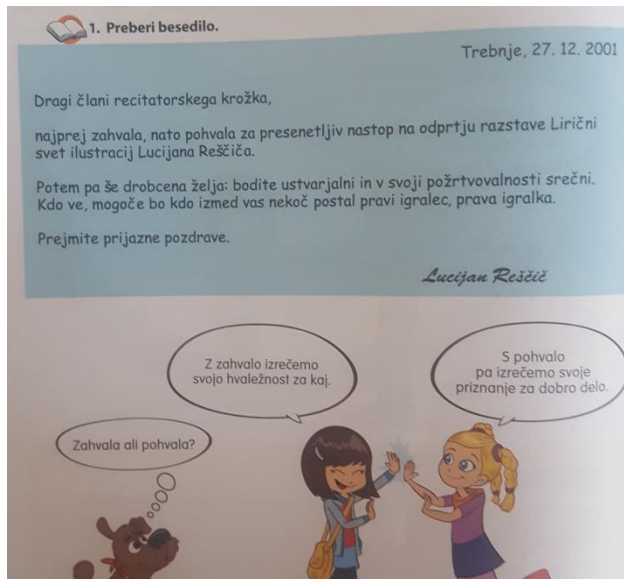 1. Preberi besedilo.
Trebnje, 27. 12. 2001
Dragi člani recitatorskega krožka,
najprej zahvala, nato pohvala za presenetljiv nastop na odprtju razstave Lirični
svet ilustracij Lucijana Reščiča.
Potem pa še drobcena želja: bodite ustvarjalni in v svoji požrtvovalnosti srečni.
Kdo ve, mogoče bo kdo izmed vas nekoč postal pravi igralec, prava igralka.
Prejmite prijazne pozdrave.
Lucijan Reščič
Z zahvalo izrečemo
svojo hvaležnost za kaj.
S pohvalo
pa izrečemo svoje
priznanje za dobro delo.
Zahvala ali pohvala?